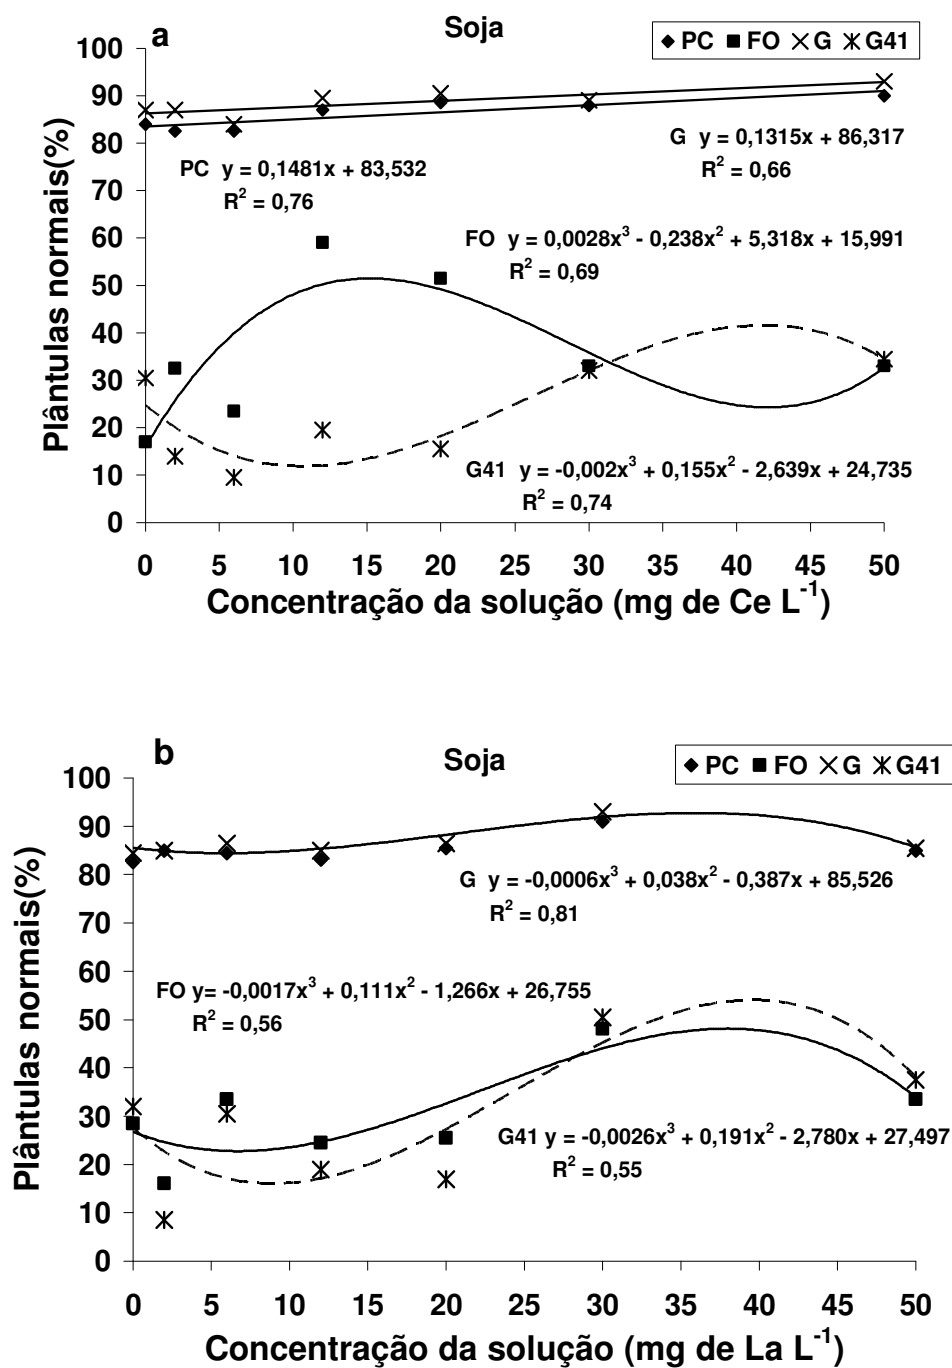 a
Soja
PC FO G G41
100
90
80
70
60
50
40
30
20
10
0
Plântulas normais(%)
PC y = 0,1481x + 83,532
R² = 0,76
G y = 0,1315x + 86,317
R² = 0,66
FO y = 0,0028x³ - 0,238x² + 5,318x + 15,991
R² = 0,69
G41 y = -0,002x³ + 0,155x² - 2,639x + 24,735
R² = 0,74
0 5 10 15 20 25 30 35 40 45 50
Concentração da solução (mg de Ce L⁻¹)
b
Soja
PC FO G G41
100
90
80
70
60
50
40
30
20
10
0
Plântulas normais(%)
G y = -0,0006x³ + 0,038x² - 0,387x + 85,526
R² = 0,81
FO y= -0,0017x³ + 0,111x² - 1,266x + 26,755
R² = 0,56
G41 y = -0,0026x³ + 0,191x² - 2,780x + 27,497
R² = 0,55
0 5 10 15 20 25 30 35 40 45 50
Concentração da solução (mg de La L⁻¹)